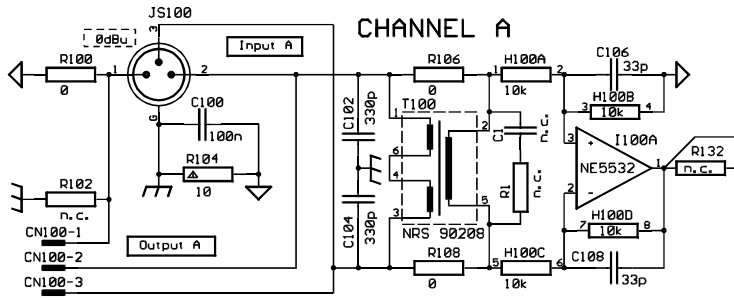 JS100
CHANNEL A
0dBu
Input A
3
R100
0
1
2
G
C100
100n
R104
10
R102
n.c.
CN100-1
CN100-2
CN100-3
Output A
C102
330p
C104
330p
T100
1
6
4
3
2
5
NRS 90208
R106
0
R108
0
C1
n.c.
R1
n.c.
1
H100A
2
10k
5
H100C
6
10k
C106
33p
H100B
3
4
10k
3
+
I100A
NE5532
1
2
-
R132
n.c.
H100D
7
8
10k
C108
33p